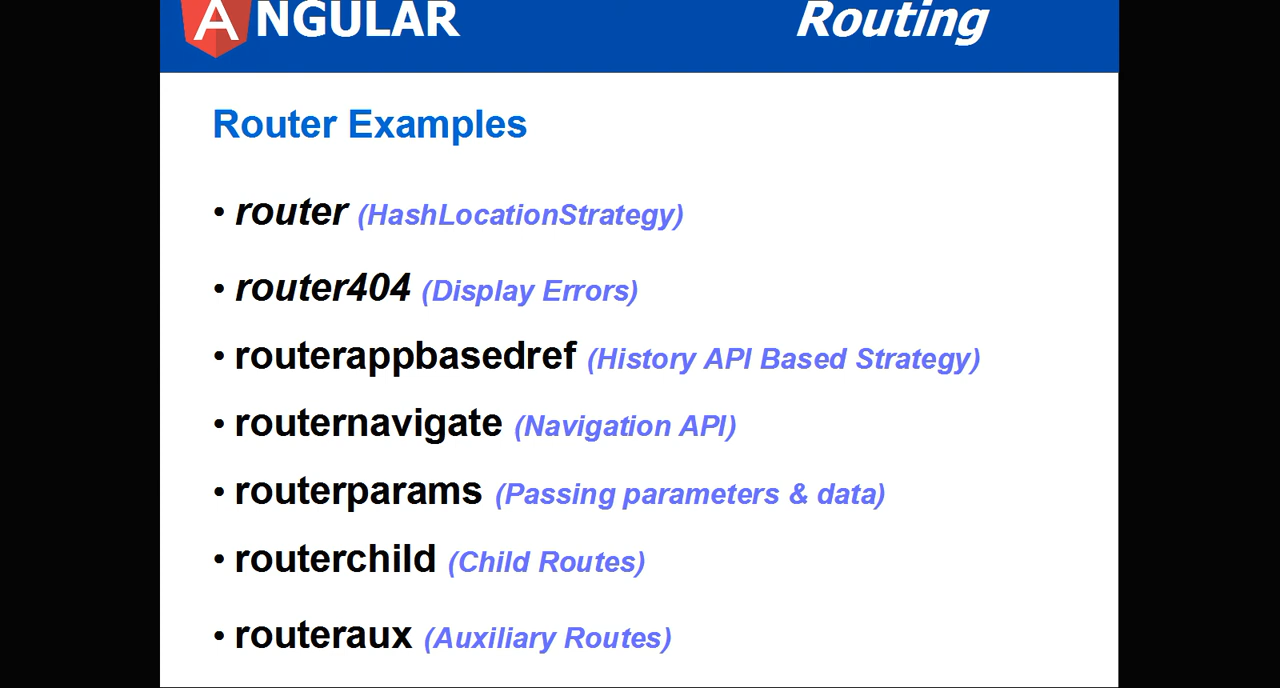 ANGULAR Routing
Router Examples
• router (HashLocationStrategy)
• router404 (Display Errors)
• routerappbasedref (History API Based Strategy)
• routernavigate (Navigation API)
• routerparams (Passing parameters & data)
• routerchild (Child Routes)
• routeraux (Auxiliary Routes)